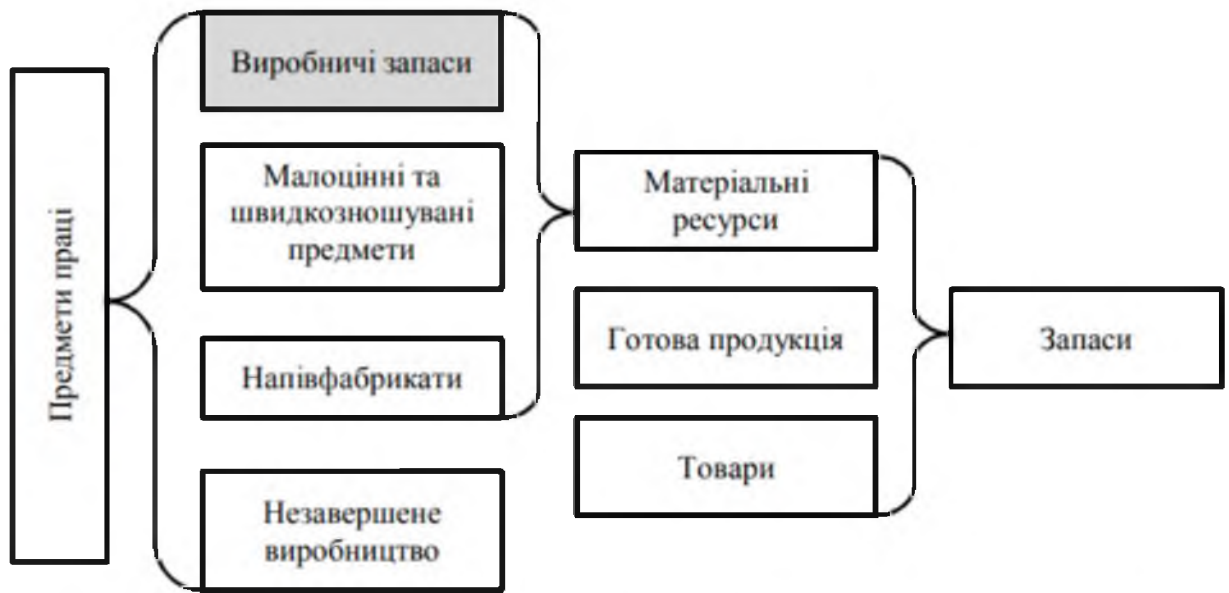 Предмети праці
Виробничі запаси
Малоцінні та
швидкозношувані
предмети
Напівфабрикати
Незавершене
виробництво
Матеріальні
ресурси
Готова продукція
Товари
Запаси